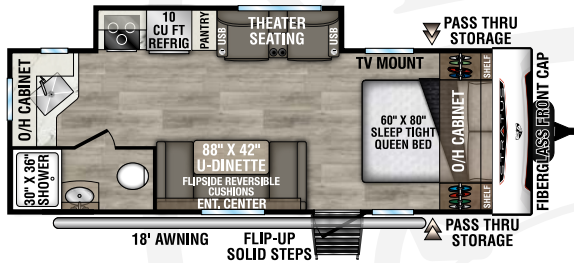 10
CU FT
REFRIG
PANTRY
USB
THEATER
SEATING
USB
PASS THRU
STORAGE
TV MOUNT
SHELF
O/H CABINET
60" X 80"
SLEEP TIGHT
QUEEN BED
O/H CABINET
FIBERGLASS FRONT CAP
30" X 36"
SHOWER
88" X 42"
U-DINETTE
FLIPSIDE REVERSIBLE
CUSHIONS
ENT. CENTER
SHELF
18' AWNING
FLIP-UP
SOLID STEPS
PASS THRU
STORAGE